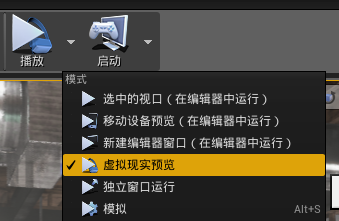 播放 启动
模式
选中的视口（在编辑器中运行）
移动设备预览（在编辑器中运行）
新建编辑器窗口（在编辑器中运行）
虚拟现实预览
独立窗口运行
模拟 Alt+S